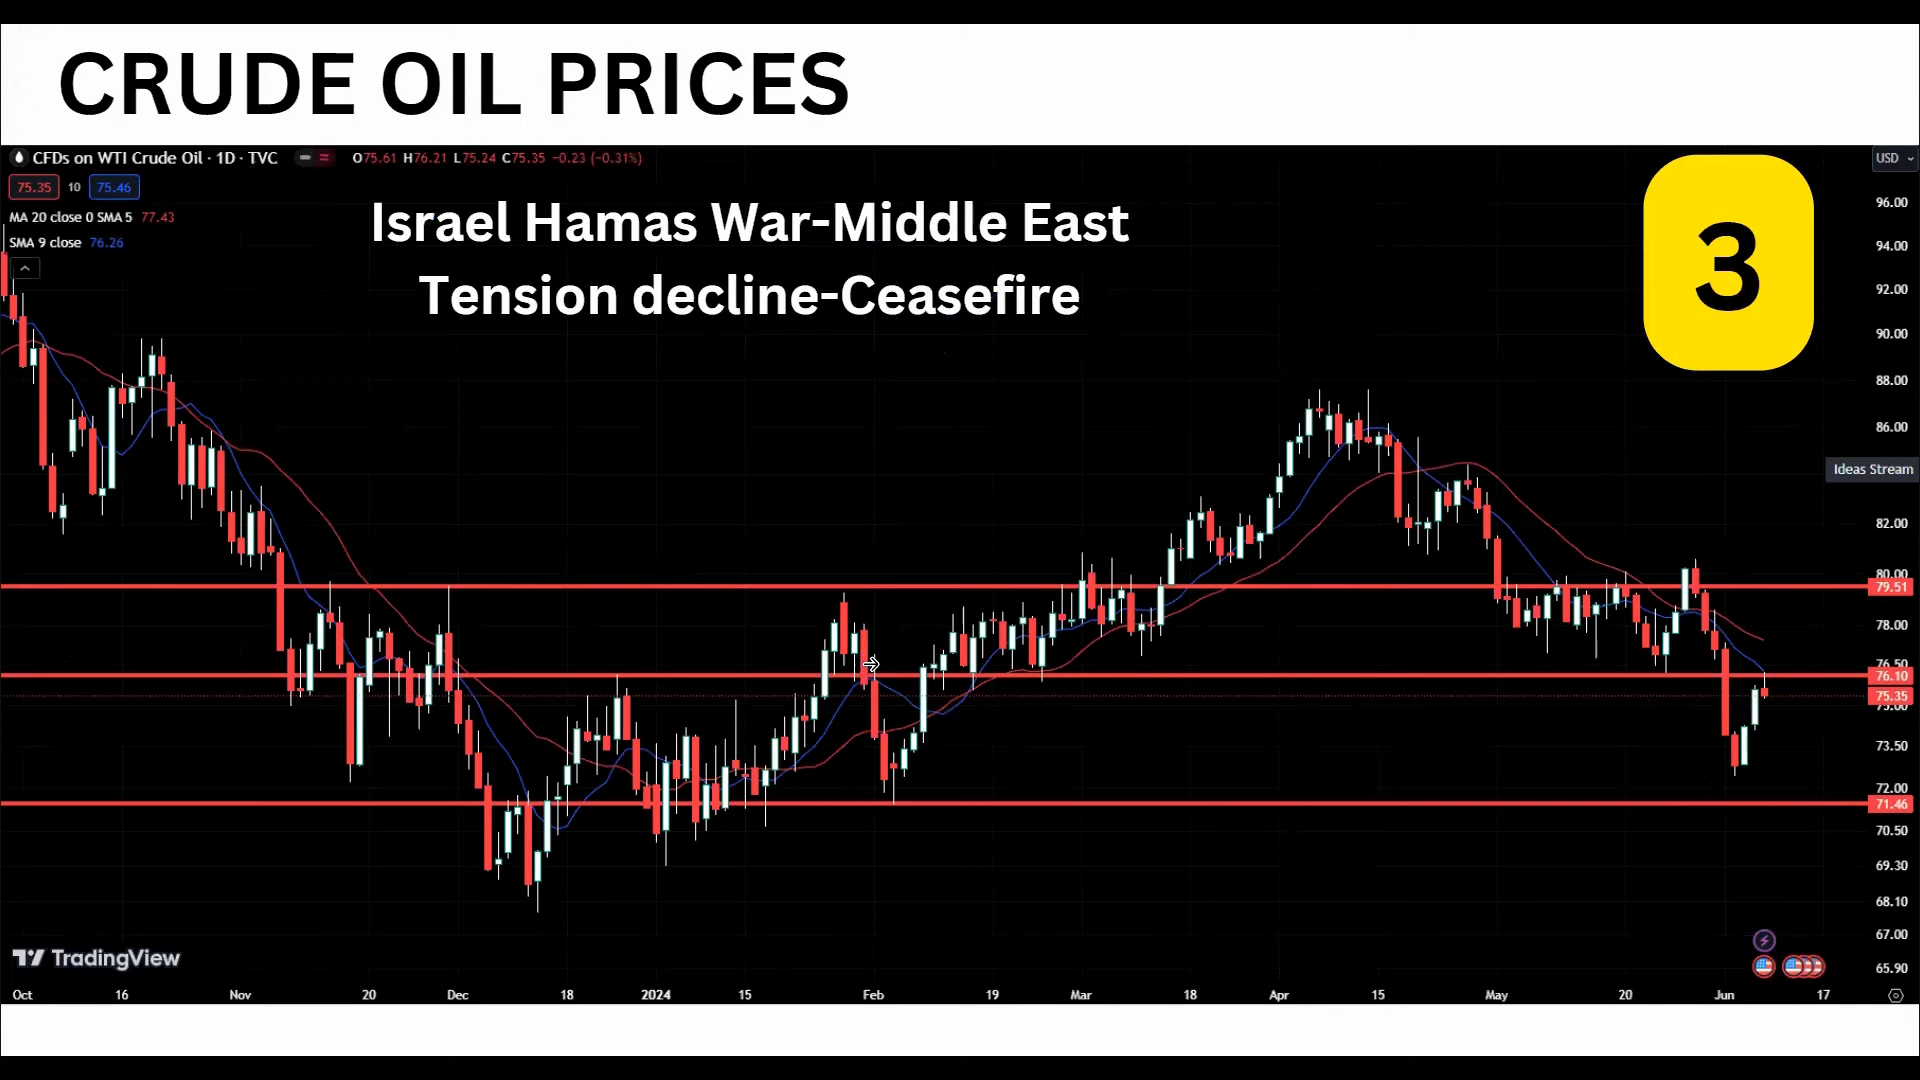 CRUDE OIL PRICES
CFDs on WTI Crude Oil · 1D · TVC O75.61 H76.21 L75.24 C75.35 −0.23 (−0.31%)
USD
75.35 10 75.46
MA 20 close 0 SMA 5 77.43
SMA 9 close 76.26
Israel Hamas War-Middle East
Tension decline-Ceasefire
3
96.00
94.00
92.00
90.00
88.00
86.00
Ideas Stream
82.00
80.00
79.51
78.00
76.50
76.10
75.35
75.00
73.50
72.00
71.46
70.50
69.30
68.10
67.00
65.90
TradingView
Oct 16 Nov 20 Dec 18 2024 15 Feb 19 Mar 18 Apr 15 May 20 Jun 17